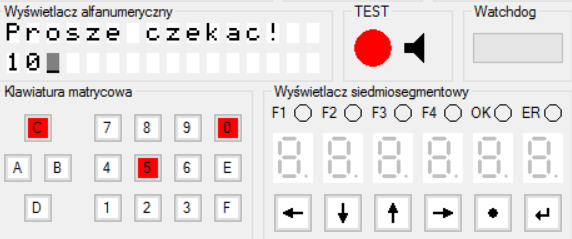 Wyświetlacz alfanumeryczny
Prosze czekac!
10_
TEST
Watchdog
Klawiatura matrycowa
C 7 8 9 0
A B 4 5 6 E
D 1 2 3 F
Wyświetlacz siedmiosegmentowy
F1 F2 F3 F4 OK ER